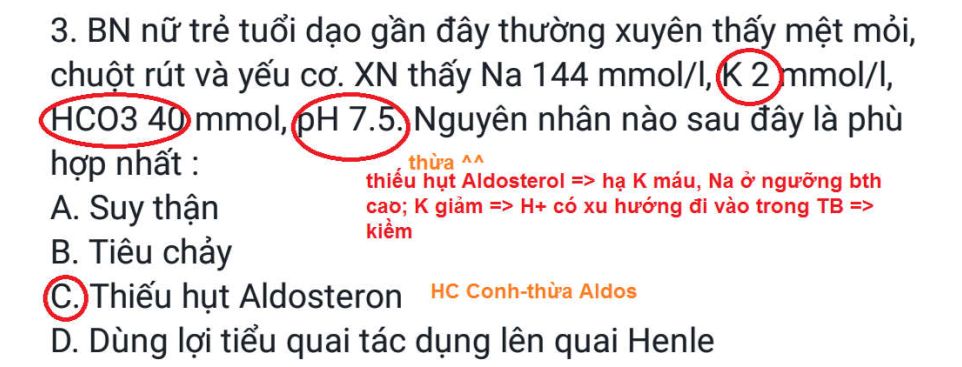 3. BN nữ trẻ tuổi dạo gần đây thường xuyên thấy mệt mỏi,
chuột rút và yếu cơ. XN thấy Na 144 mmol/l, K 2 mmol/l,
HCO3 40 mmol, pH 7.5. Nguyên nhân nào sau đây là phù
hợp nhất :
thừa ^^
thiếu hụt Aldosterol => hạ K máu, Na ở ngưỡng bth
cao; K giảm => H+ có xu hướng đi vào trong TB =>
kiềm
A. Suy thận
B. Tiêu chảy
C. Thiếu hụt Aldosteron
HC Conh-thừa Aldos
D. Dùng lợi tiểu quai tác dụng lên quai Henle